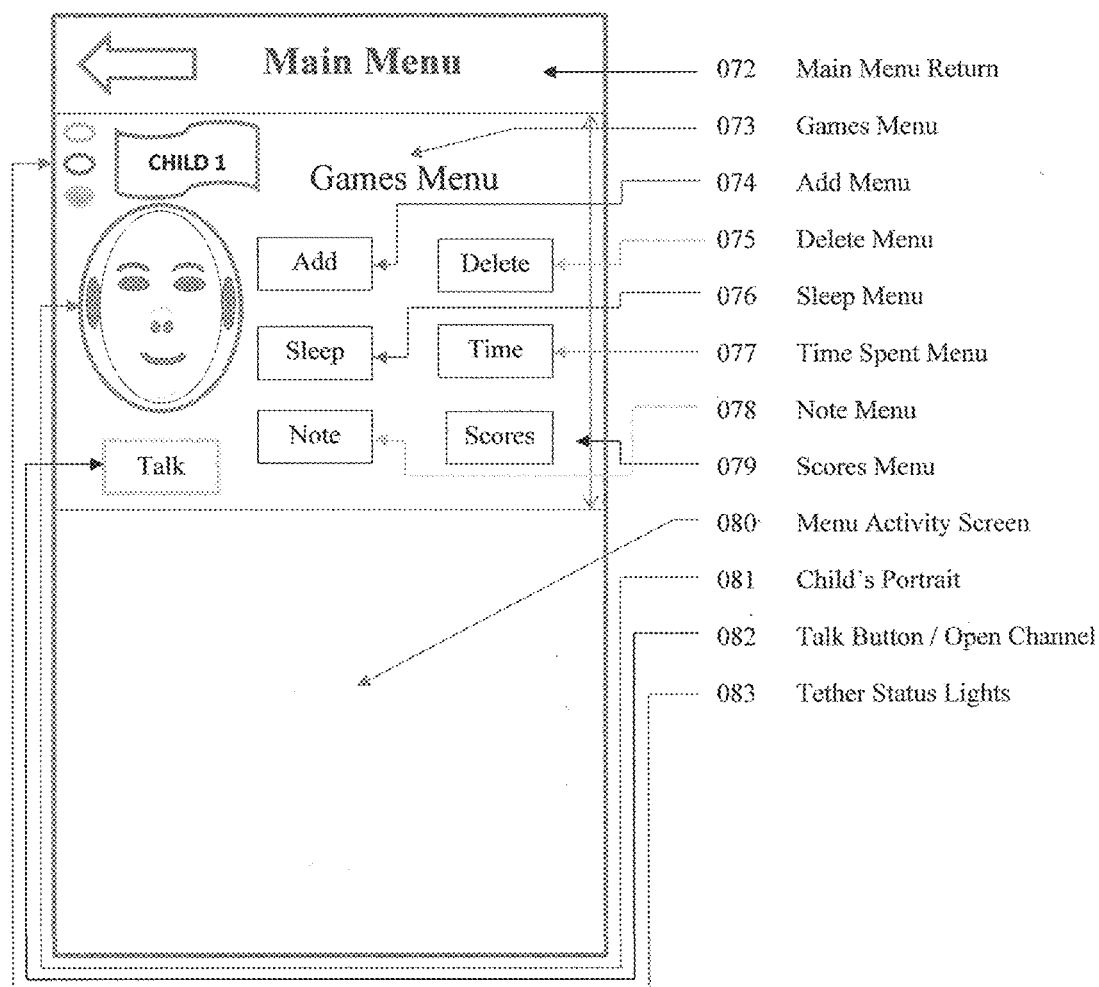 Main Menu
CHILD 1
Games Menu
Add
Delete
Sleep
Time
Note
Scores
Talk
072 Main Menu Return
073 Games Menu
074 Add Menu
075 Delete Menu
076 Sleep Menu
077 Time Spent Menu
078 Note Menu
079 Scores Menu
080 Menu Activity Screen
081 Child's Portrait
082 Talk Button / Open Channel
083 Tether Status Lights